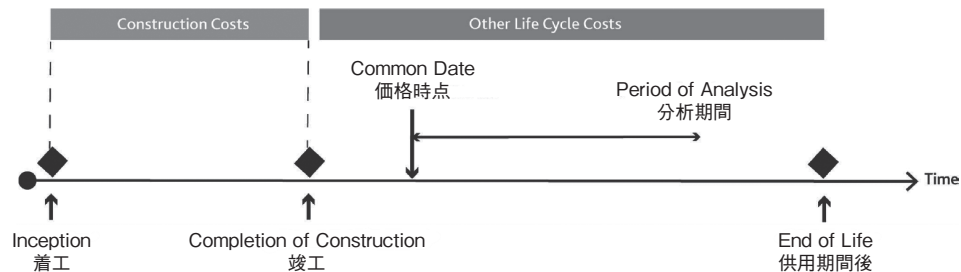 Construction Costs
Other Life Cycle Costs
Common Date
価格時点
Period of Analysis
分析期間
Time
Inception
着工
Completion of Construction
竣工
End of Life
供用期間後